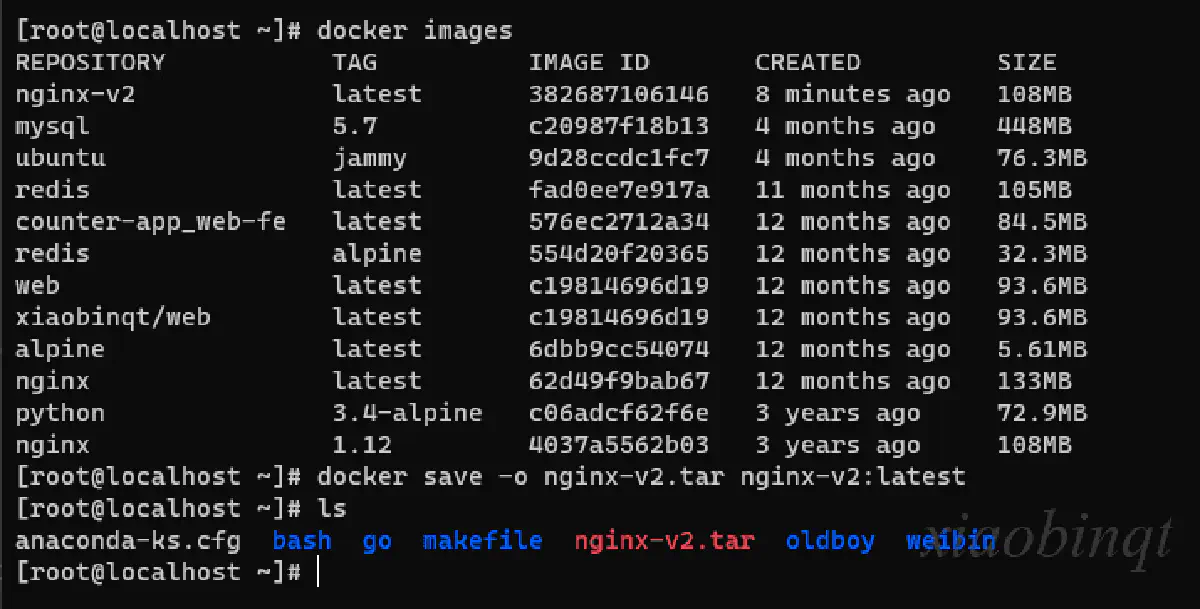 [root@localhost ~]# docker images
REPOSITORY TAG IMAGE ID CREATED SIZE
nginx-v2 latest 382687106146 8 minutes ago 108MB
mysql 5.7 c20987f18b13 4 months ago 448MB
ubuntu jammy 9d28ccdc1fc7 4 months ago 76.3MB
redis latest fad0ee7e917a 11 months ago 105MB
counter-app_web-fe latest 576ec2712a34 12 months ago 84.5MB
redis alpine 554d20f20365 12 months ago 32.3MB
web latest c19814696d19 12 months ago 93.6MB
xiaobinqt/web latest c19814696d19 12 months ago 93.6MB
alpine latest 6dbb9cc54074 12 months ago 5.61MB
nginx latest 62d49f9bab67 12 months ago 133MB
python 3.4-alpine c06adcf62f6e 3 years ago 72.9MB
nginx 1.12 4037a5562b03 3 years ago 108MB
[root@localhost ~]# docker save -o nginx-v2.tar nginx-v2:latest
[root@localhost ~]# ls
anaconda-ks.cfg bash go makefile nginx-v2.tar oldboy weibin
[root@localhost ~]#
xiaobinqt